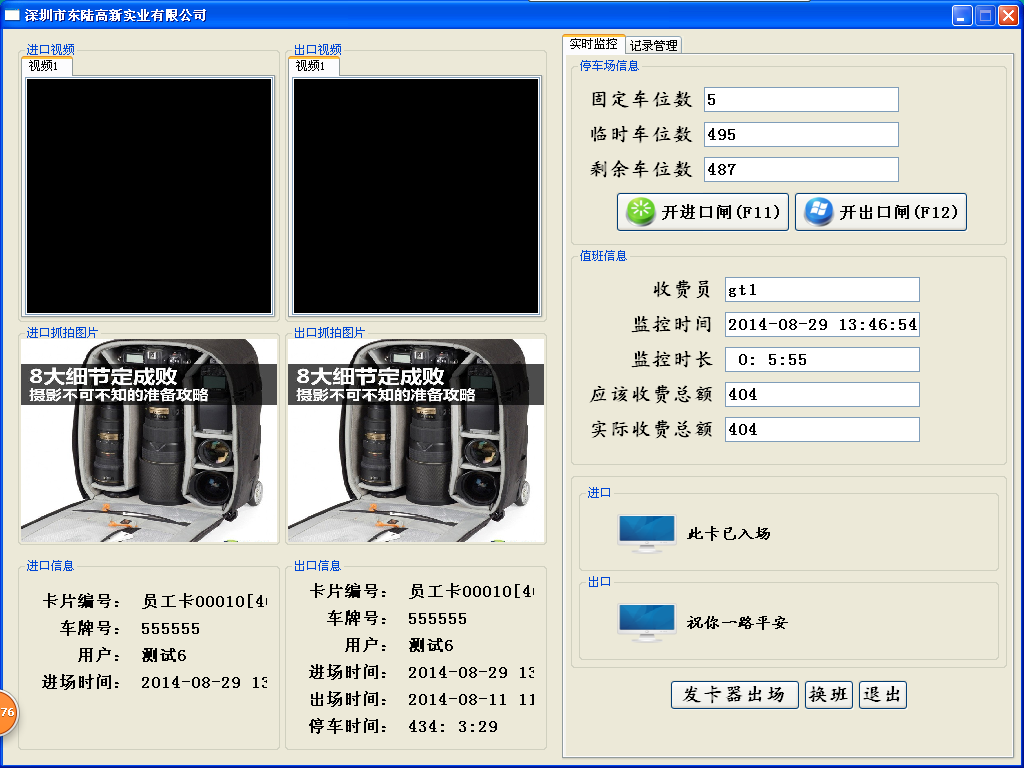 深圳市东陆高新实业有限公司
进口视频
视频1
出口视频
视频1
进口抓拍图片
8大细节定成败
摄影不可不知的准备攻略
出口抓拍图片
8大细节定成败
摄影不可不知的准备攻略
进口信息
卡片编号: 员工卡00010[4
车牌号: 555555
用户: 测试6
进场时间: 2014-08-29 13
出口信息
卡片编号: 员工卡00010[4
车牌号: 555555
用户: 测试6
进场时间: 2014-08-29 13
出场时间: 2014-08-11 11
停车时间: 434: 3:29
76
实时监控 记录管理
停车场信息
固定车位数 5
临时车位数 495
剩余车位数 487
开进口闸(F11) 开出口闸(F12)
值班信息
收费员 gt1
监控时间 2014-08-29 13:46:54
监控时长 0: 5:55
应该收费总额 404
实际收费总额 404
进口
此卡已入场
出口
祝你一路平安
发卡器出场 换班 退出